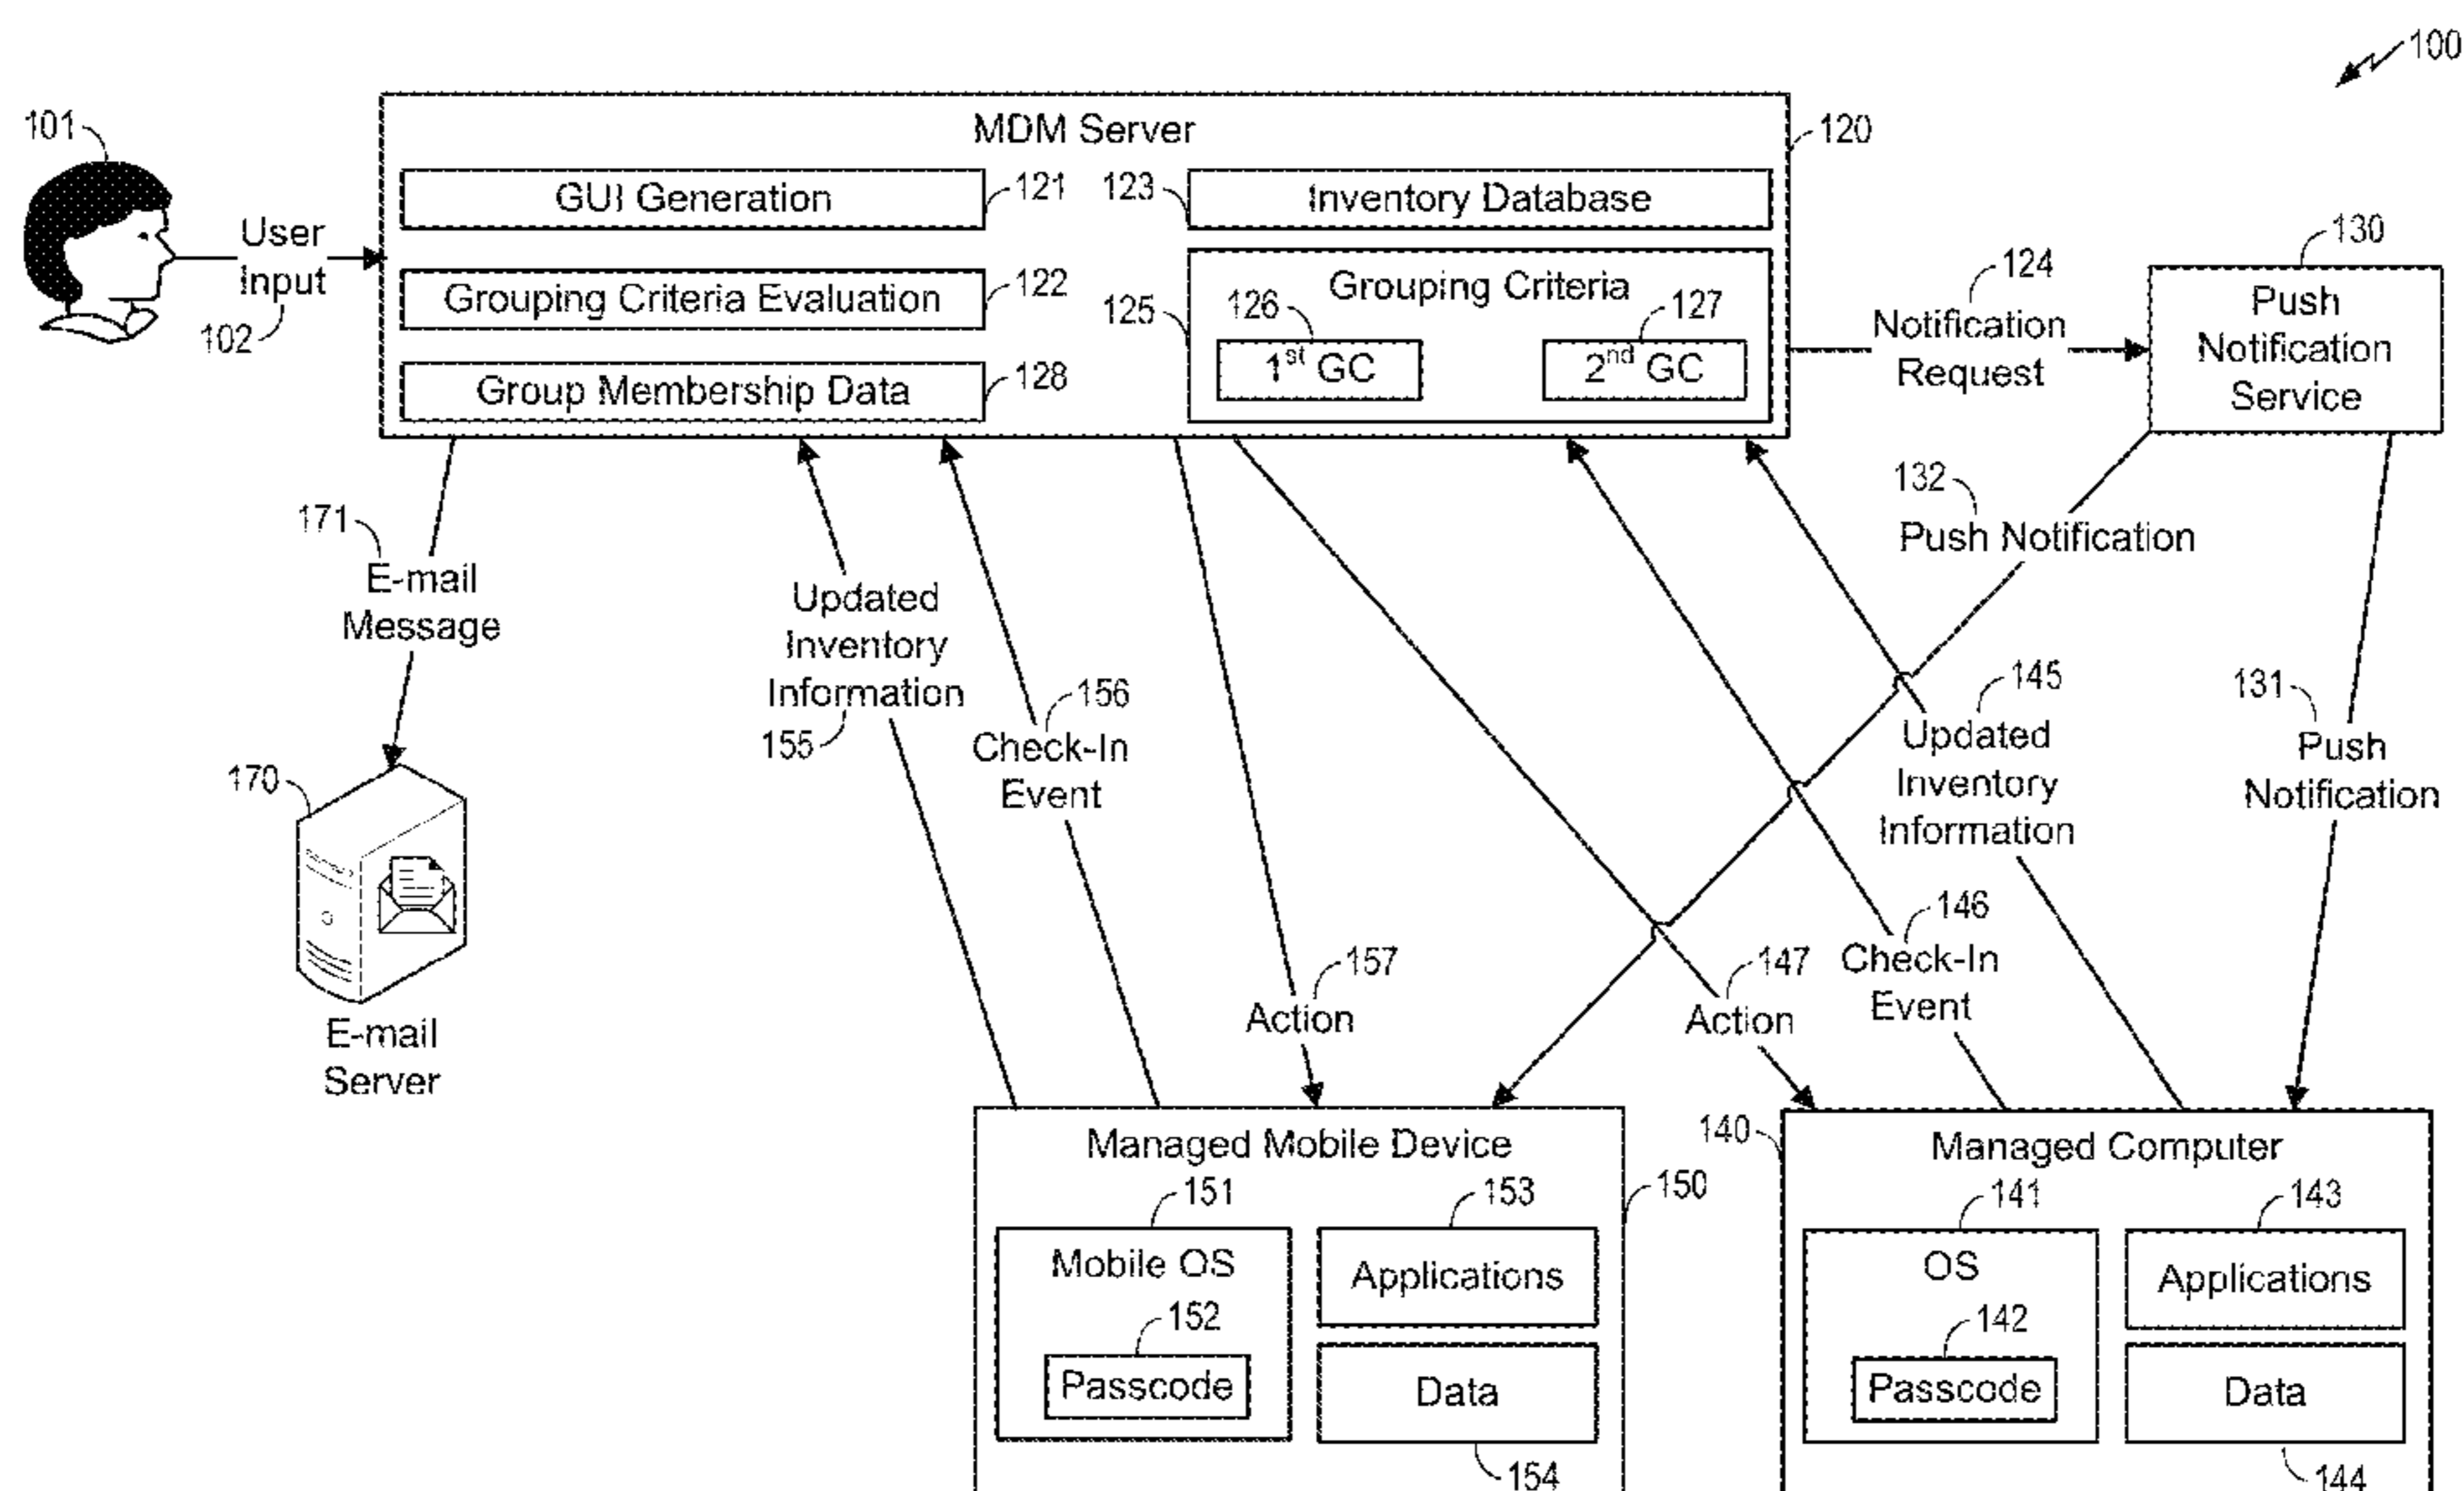 100
101
MDM Server
120
GUI Generation
121
123
Inventory Database
User
Input
102
Grouping Criteria Evaluation
122
125
Grouping Criteria
126
127
1st GC
2nd GC
Group Membership Data
128
124
Notification
Request
130
Push
Notification
Service
171
E-mail
Message
Updated
Inventory
Information
155
156
Check-In
Event
132
Push Notification
145
Updated
Inventory
Information
131
Push
Notification
170
E-mail
Server
157
Action
147
Action
146
Check-In
Event
Managed Mobile Device
150
151
153
Mobile OS
Applications
152
Passcode
Data
154
140
Managed Computer
141
143
OS
Applications
142
Passcode
Data
144